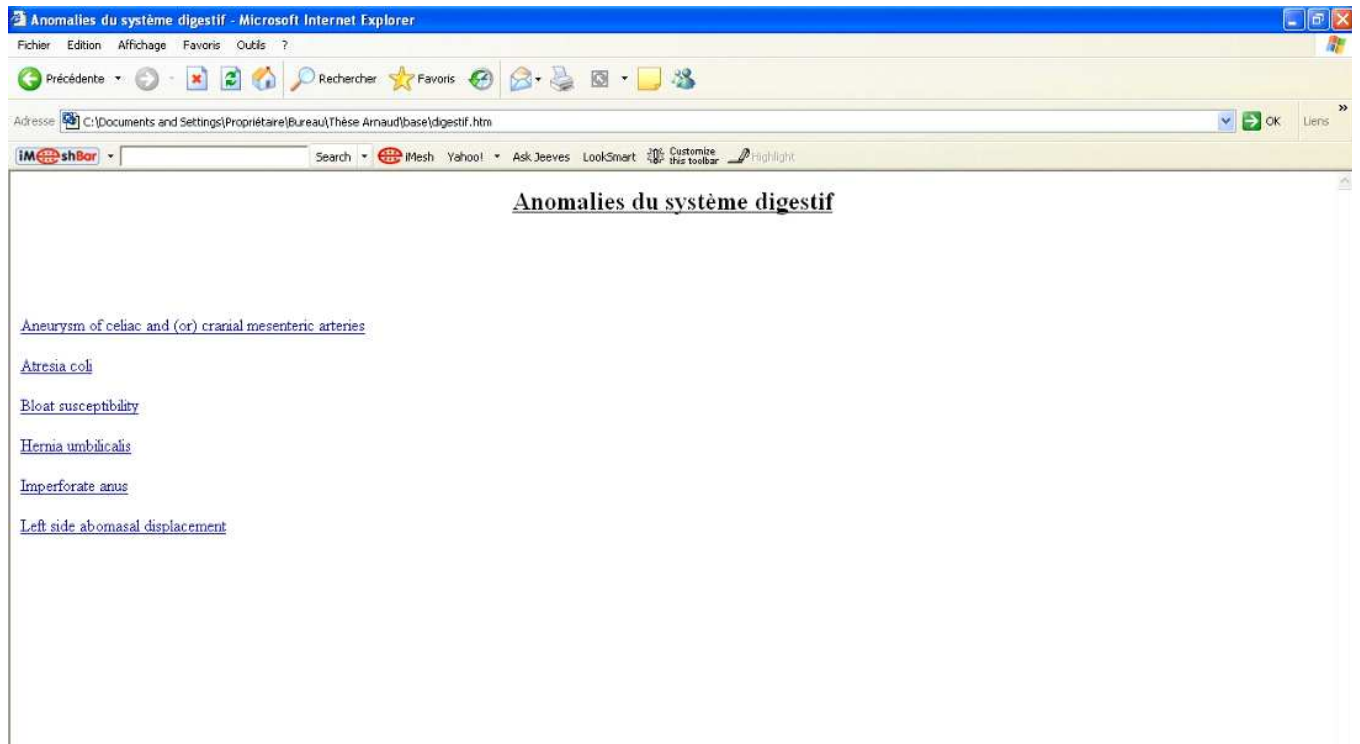 Anomalies du système digestif - Microsoft Internet Explorer
Fichier Edition Affichage Favoris Outils ?
Précédente Rechercher Favoris
Adresse C:\Documents and Settings\Propriétaire\Bureau\Thèse Arnaud\base\digestif.htm OK Liens »
iMeshBar Search iMesh Yahoo! Ask Jeeves LookSmart Customize this toolbar Highlight
Anomalies du système digestif
Aneurysm of celiac and (or) cranial mesenteric arteries
Atresia coli
Bloat susceptibility
Hernia umbilicalis
Imperforate anus
Left side abomasal displacement